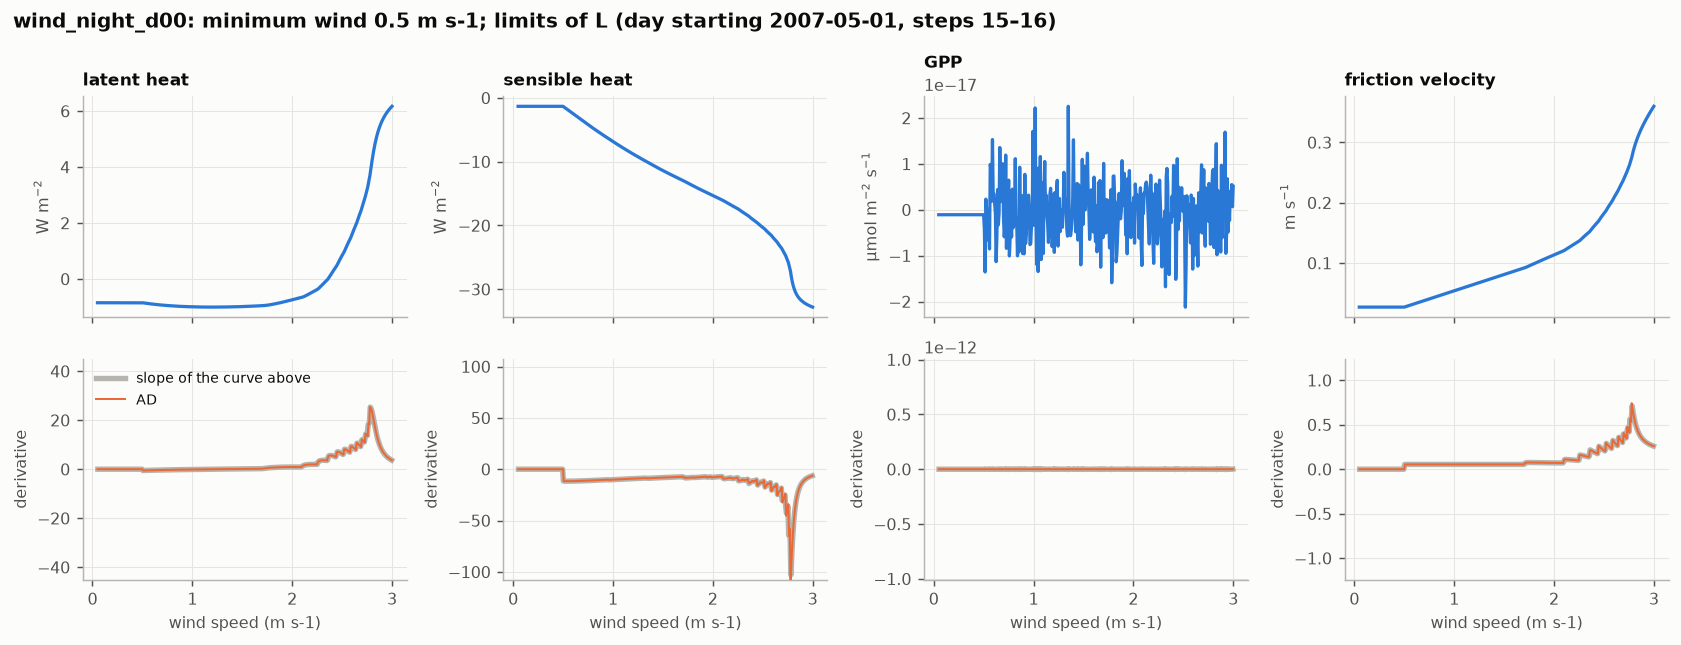 wind_night_d00: minimum wind 0.5 m s-1; limits of L (day starting 2007-05-01, steps 15–16)
latent heat
6
4
2
0
W m⁻²
sensible heat
0
−10
−20
−30
W m⁻²
GPP
1e−17
2
1
0
−1
−2
μmol m⁻² s⁻¹
friction velocity
0.3
0.2
0.1
m s⁻¹
slope of the curve above
AD
40
20
0
−20
−40
derivative
0 1 2 3
wind speed (m s-1)
100
50
0
−50
−100
derivative
0 1 2 3
wind speed (m s-1)
1e−12
1.0
0.5
0.0
−0.5
−1.0
derivative
0 1 2 3
wind speed (m s-1)
1.0
0.5
0.0
−0.5
−1.0
derivative
0 1 2 3
wind speed (m s-1)